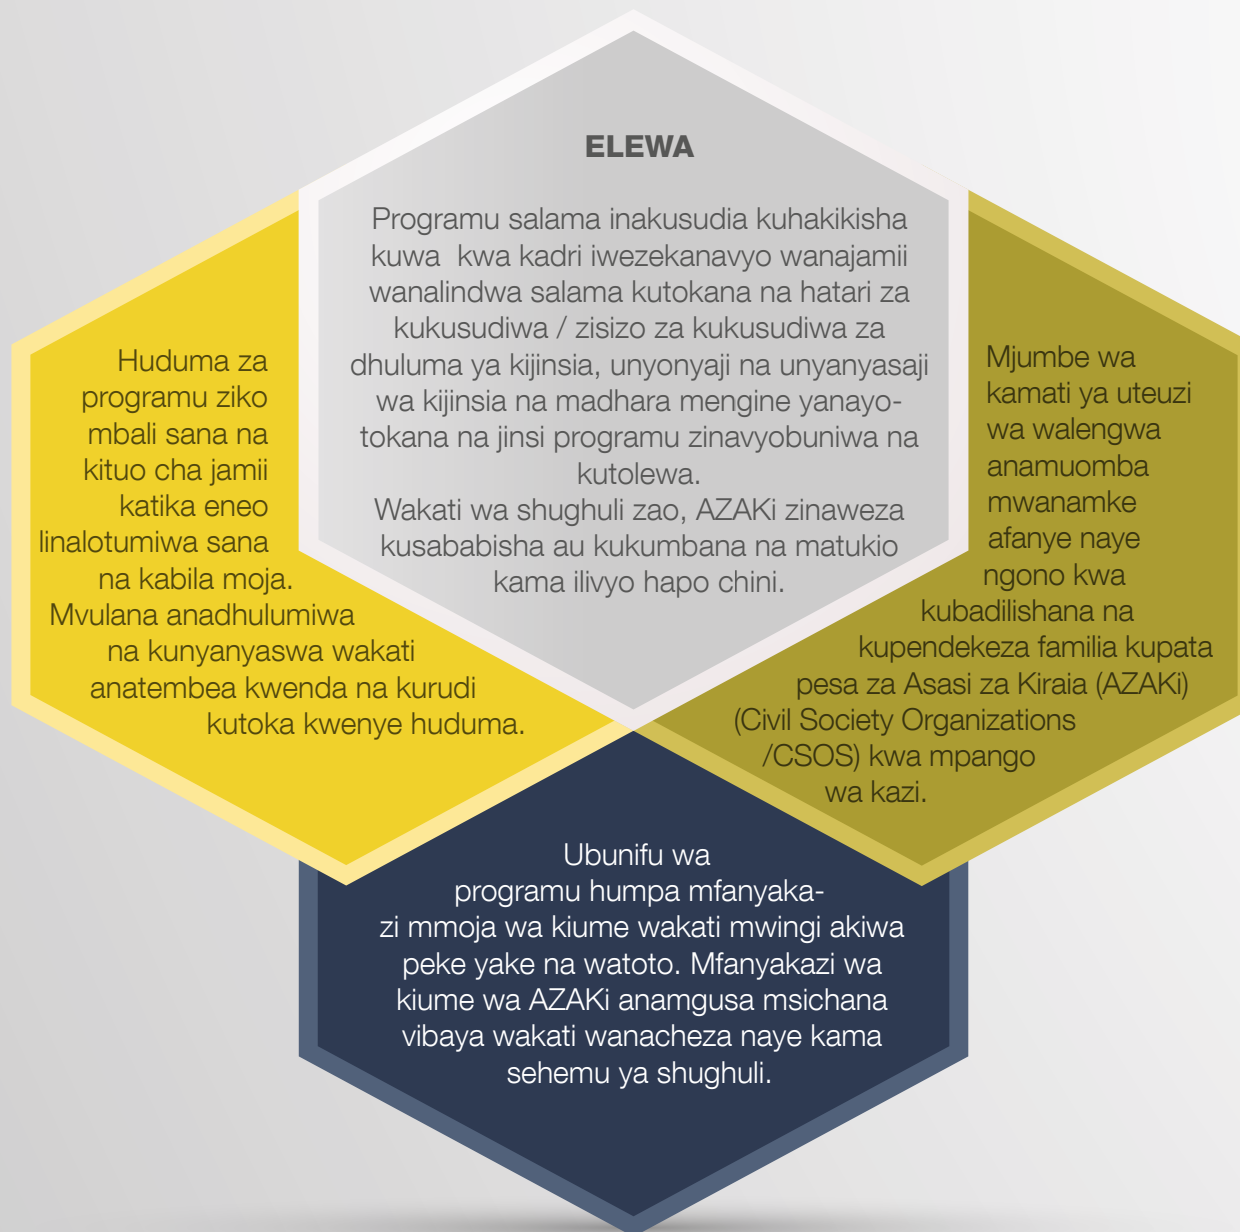 ELEWA
Programu salama inakusudia kuhakikisha
kuwa kwa kadri iwezekanavyo wanajamii
wanalindwa salama kutokana na hatari za
kukusudiwa / zisizo za kukusudiwa za
dhuluma ya kijinsia, unyonyaji na unyanyasaji
wa kijinsia na madhara mengine yanayo-
tokana na jinsi programu zinavyobuniwa na
kutolewa.
Wakati wa shughuli zao, AZAKi zinaweza
kusababisha au kukumbana na matukio
kama ilivyo hapo chini.
Huduma za
programu ziko
mbali sana na
kituo cha jamii
katika eneo
linalotumiwa sana
na kabila moja.
Mvulana anadhulumiwa
na kunyanyaswa wakati
anatembea kwenda na kurudi
kutoka kwenye huduma.
Mjumbe wa
kamati ya uteuzi
wa walengwa
anamuomba
mwanamke
afanye naye
ngono kwa
kubadilishana na
kupendekeza familia kupata
pesa za Asasi za Kiraia (AZAKi)
(Civil Society Organizations
/CSOS) kwa mpango
wa kazi.
Ubunifu wa
programu humpa mfanyaka-
zi mmoja wa kiume wakati mwingi akiwa
peke yake na watoto. Mfanyakazi wa
kiume wa AZAKi anamgusa msichana
vibaya wakati wanacheza naye kama
sehemu ya shughuli.